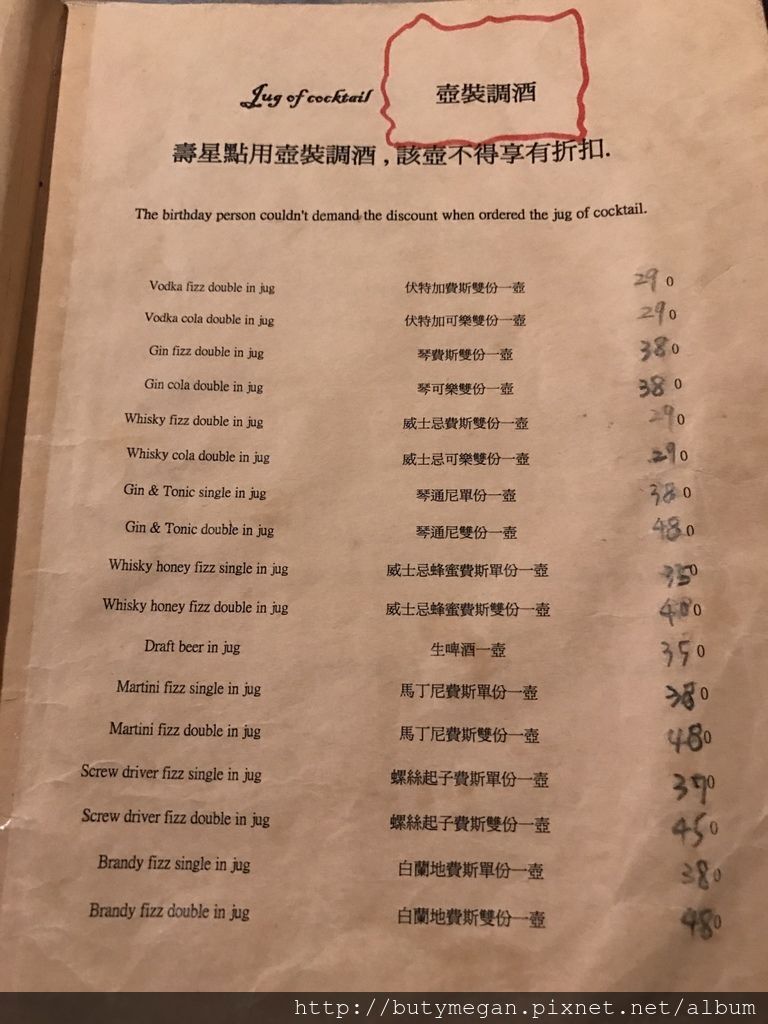 Jug of cocktail 壺裝調酒
壽星點用壺裝調酒,該壺不得享有折扣.
The birthday person couldn't demand the discount when ordered the jug of cocktail.
Vodka fizz double in jug 伏特加費斯雙份一壺 290
Vodka cola double in jug 伏特加可樂雙份一壺 290
Gin fizz double in jug 琴費斯雙份一壺 380
Gin cola double in jug 琴可樂雙份一壺 380
Whisky fizz double in jug 威士忌費斯雙份一壺 290
Whisky cola double in jug 威士忌可樂雙份一壺 290
Gin & Tonic single in jug 琴通尼單份一壺 380
Gin & Tonic double in jug 琴通尼雙份一壺 480
Whisky honey fizz single in jug 威士忌蜂蜜費斯單份一壺 350
Whisky honey fizz double in jug 威士忌蜂蜜費斯雙份一壺 400
Draft beer in jug 生啤酒一壺 350
Martini fizz single in jug 馬丁尼費斯單份一壺 380
Martini fizz double in jug 馬丁尼費斯雙份一壺 480
Screw driver fizz single in jug 螺絲起子費斯單份一壺 370
Screw driver fizz double in jug 螺絲起子費斯雙份一壺 450
Brandy fizz single in jug 白蘭地費斯單份一壺 380
Brandy fizz double in jug 白蘭地費斯雙份一壺 480
http://butymegan.pixnet.net/album